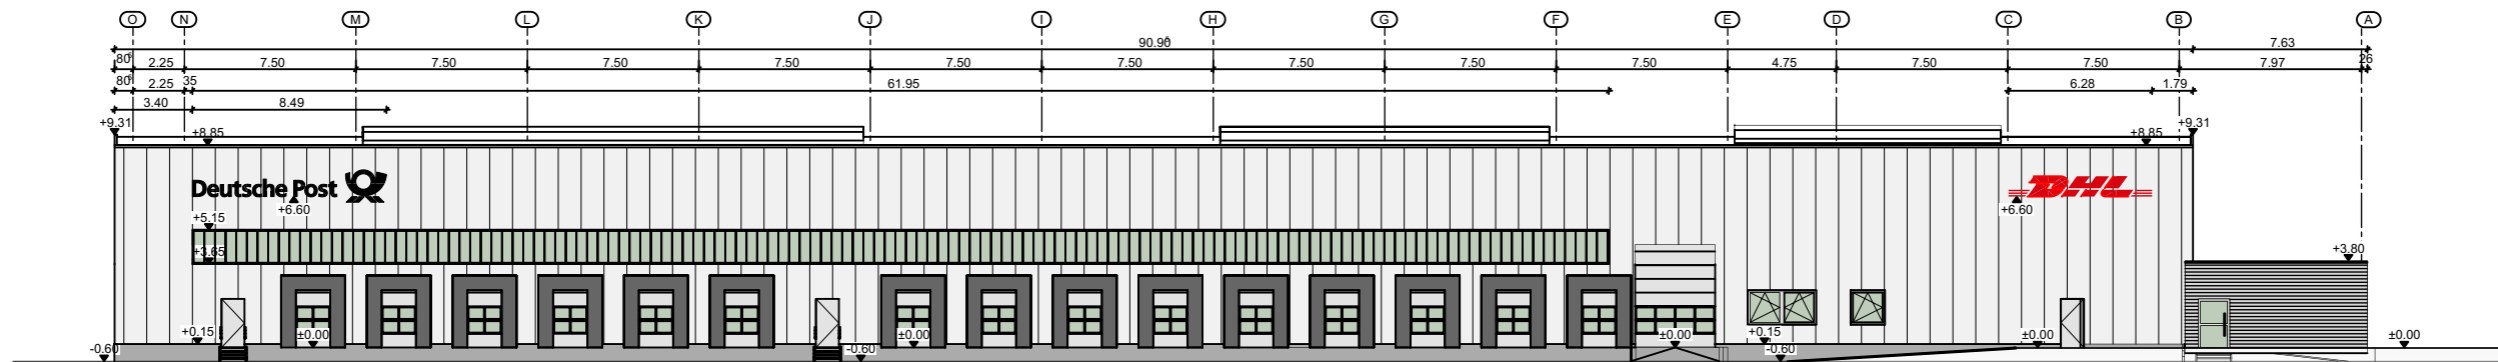 O N M L K J I H G F E D C B A
90.90⁵ 7.63
80⁵ 2.25 7.50 7.50 7.50 7.50 7.50 7.50 7.50 7.50 7.50 4.75 7.50 7.50 7.97 26
80⁵ 2.25 35 61.95 6.28 1.79
3.40 8.49
+9.31 +8.85 +8.85 +9.31
Deutsche Post DHL
+6.60 +6.60
+5.15
+3.65 +3.80
+0.15 ±0.00 ±0.00 ±0.00 +0.15 ±0.00 ±0.00
-0.60 -0.60 -0.60